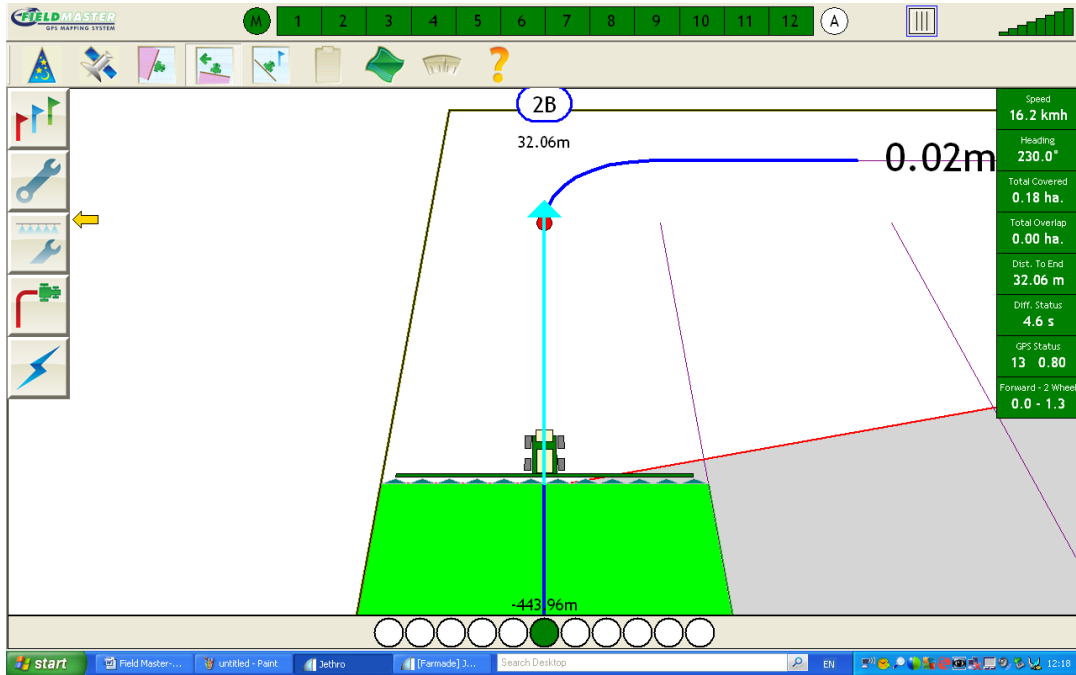 FIELDMASTER
GPS MAPPING SYSTEM
M 1 2 3 4 5 6 7 8 9 10 11 12 A
?
2B
32.06m
0.02m
Speed
16.2 kmh
Heading
230.0°
Total Covered
0.18 ha.
Total Overlap
0.00 ha.
Dist. To End
32.06 m
Diff. Status
4.6 s
GPS Status
13 0.80
Forward - 2 Wheel
0.0 - 1.3
-443.96m
start Field Master-... untitled - Paint Jethro [Farmade] J... Search Desktop EN 12:18